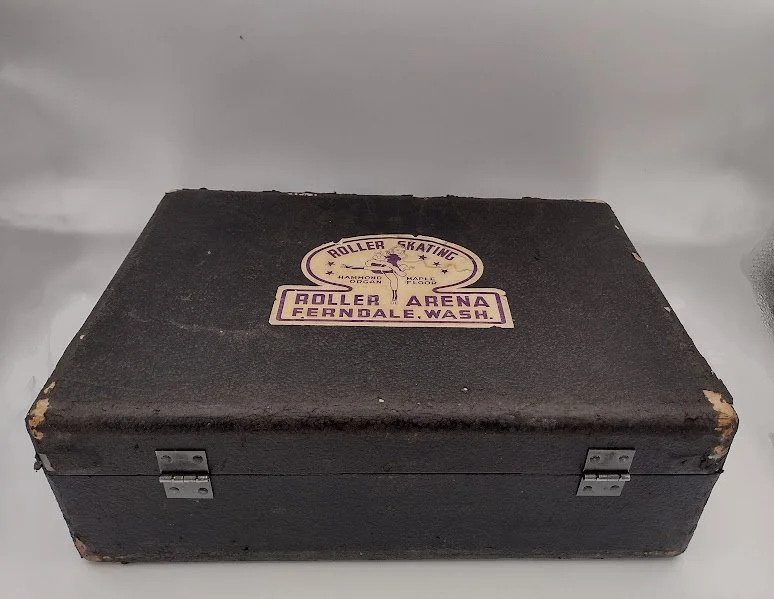 ROLLER SKATING
HAMMOND MAPLE
ORGAN FLOOR
ROLLER ARENA
FERNDALE, WASH.